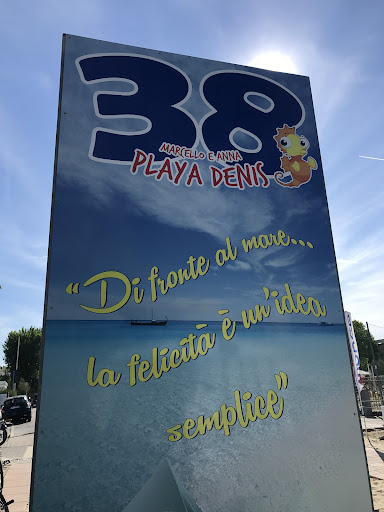 38
MARCELLO E ANNA
PLAYA DENIS
"Di fronte al mare...
la felicità è un'idea
semplice"